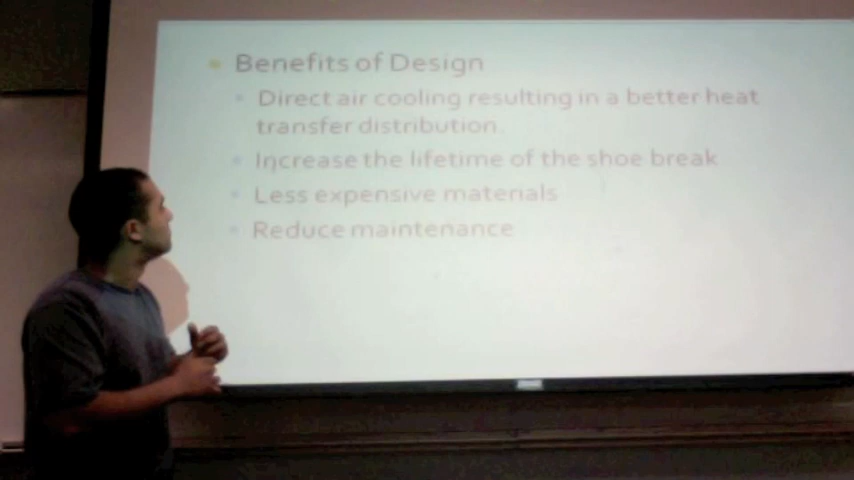 Benefits of Design
Direct air cooling resulting in a better heat
transfer distribution.
Increase the lifetime of the shoe break
Less expensive materials
Reduce maintenance